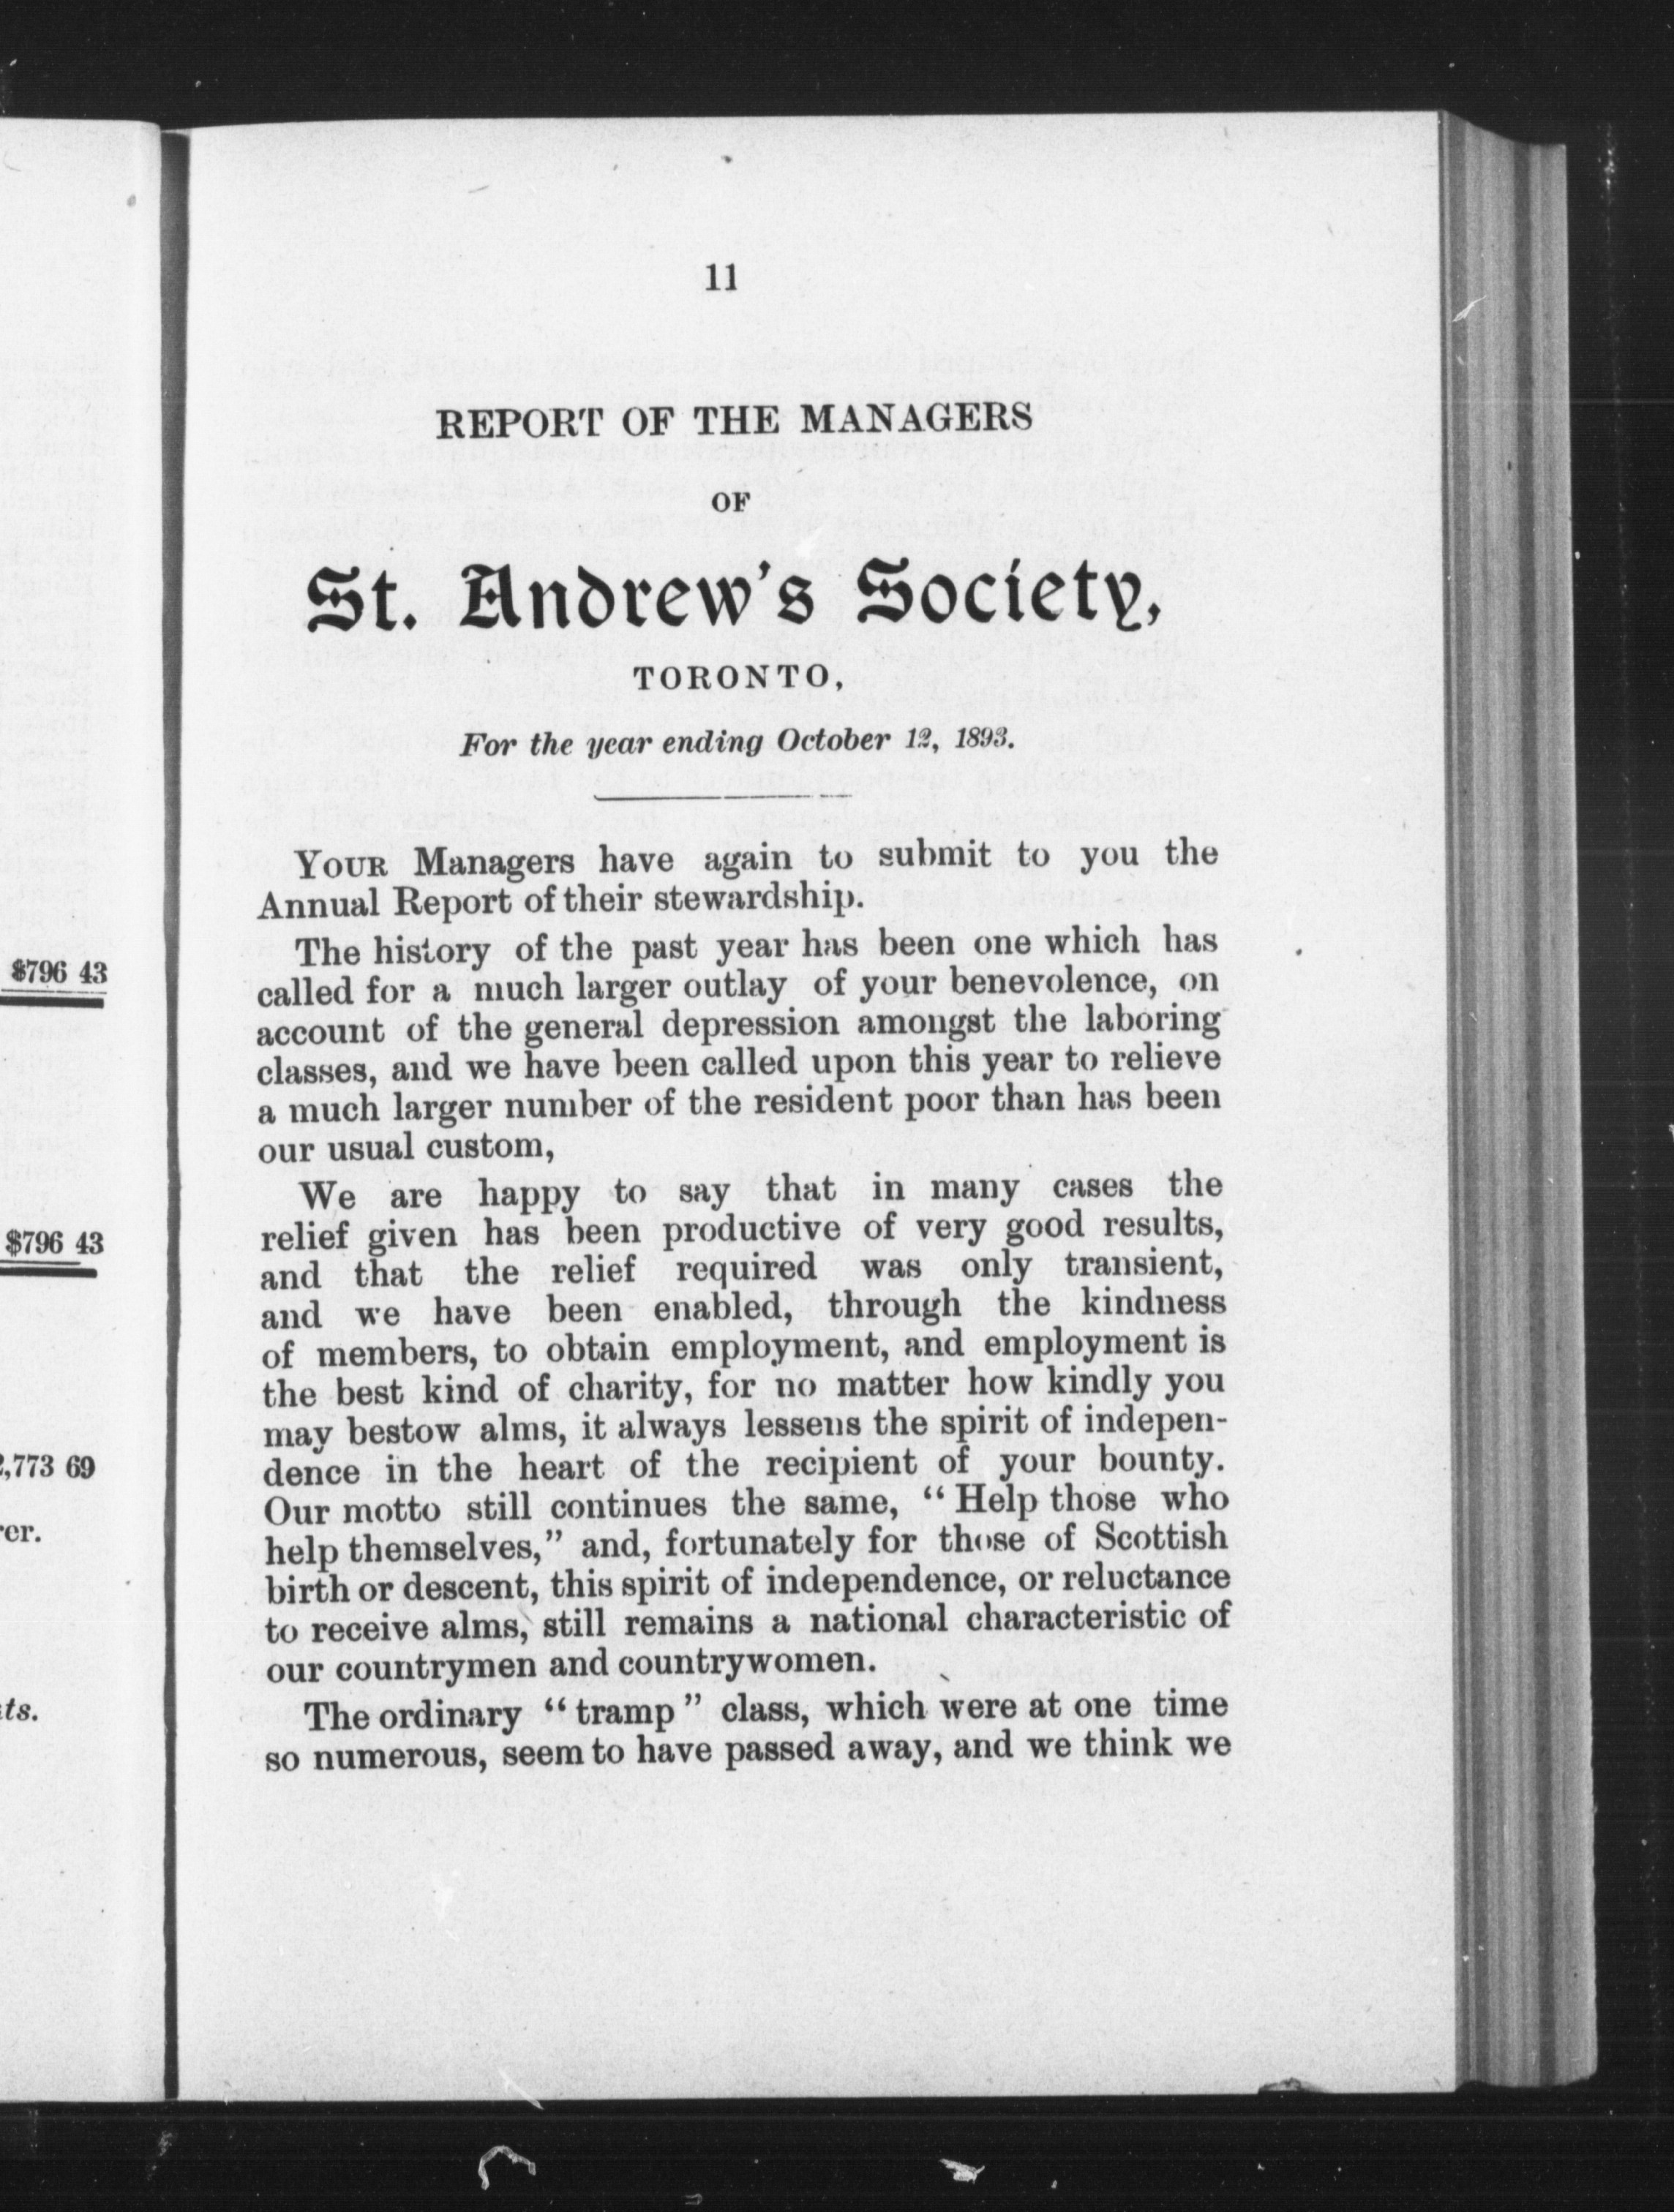 11
REPORT OF THE MANAGERS
OF
St. Andrew's Society,
TORONTO,
For the year ending October 12, 1893.
YOUR Managers have again to submit to you the
Annual Report of their stewardship.
The history of the past year has been one which has
called for a much larger outlay of your benevolence, on
account of the general depression amongst the laboring
classes, and we have been called upon this year to relieve
a much larger number of the resident poor than has been
our usual custom,
We are happy to say that in many cases the
relief given has been productive of very good results,
and that the relief required was only transient,
and we have been enabled, through the kindness
of members, to obtain employment, and employment is
the best kind of charity, for no matter how kindly you
may bestow alms, it always lessens the spirit of indepen-
dence in the heart of the recipient of your bounty.
Our motto still continues the same, “ Help those who
help themselves,” and, fortunately for those of Scottish
birth or descent, this spirit of independence, or reluctance
to receive alms, still remains a national characteristic of
our countrymen and countrywomen.
The ordinary “ tramp ” class, which were at one time
so numerous, seem to have passed away, and we think we
$796 43
$796 43
,773 69
er.
ts.